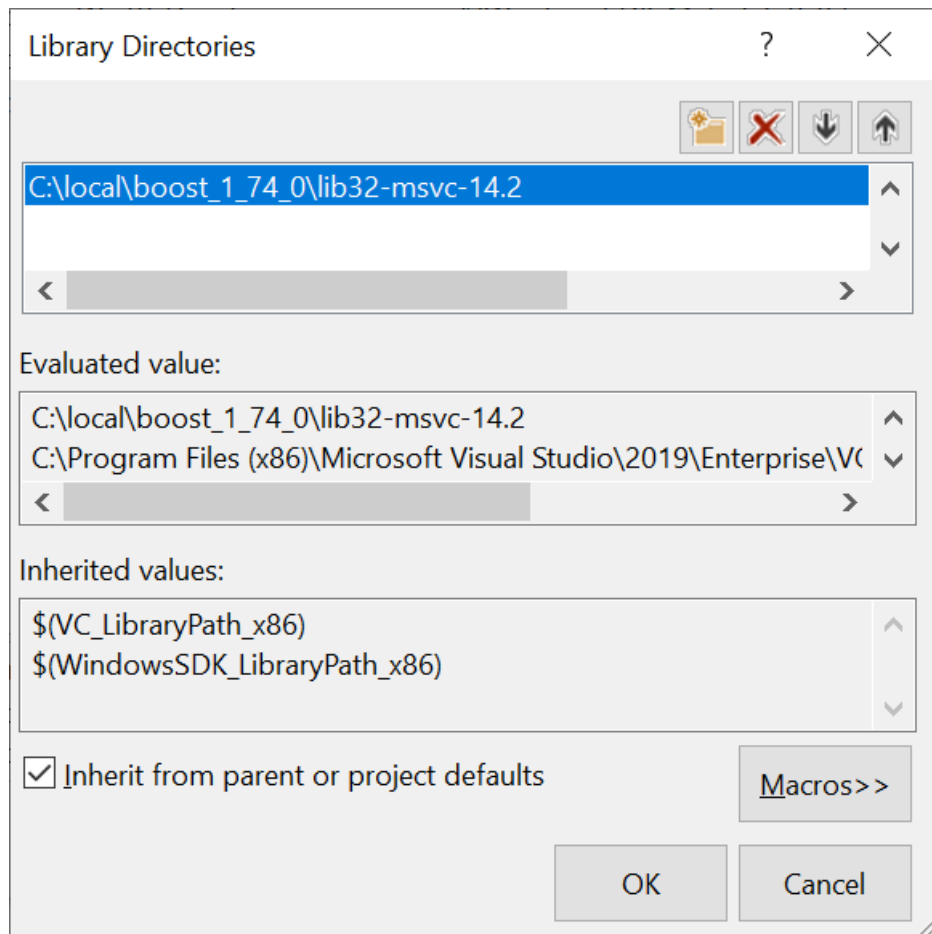 Library Directories
C:\local\boost_1_74_0\lib32-msvc-14.2
Evaluated value:
C:\local\boost_1_74_0\lib32-msvc-14.2
C:\Program Files (x86)\Microsoft Visual Studio\2019\Enterprise\VC
Inherited values:
$(VC_LibraryPath_x86)
$(WindowsSDK_LibraryPath_x86)
Inherit from parent or project defaults
Macros>>
OK
Cancel